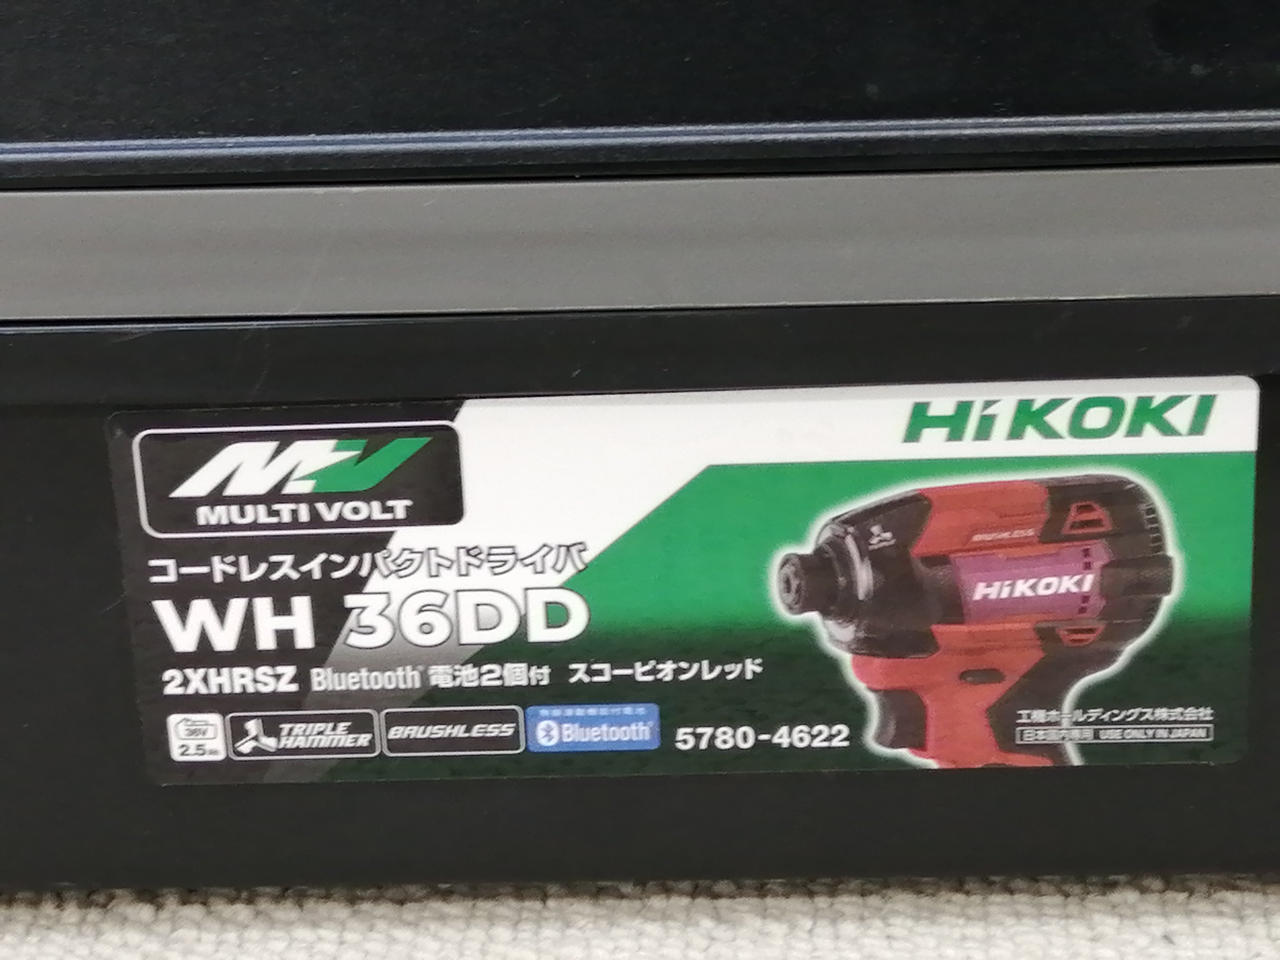 HiKOKI
MV
MULTI VOLT
コードレスインパクトドライバ
WH 36DD
2XHRSZ Bluetooth 電池2個付 スコーピオンレッド
BRUSHLESS
HiKOKI
36V
2.5Ah
TRIPLE HAMMER
BRUSHLESS
Bluetooth
5780-4622
工機ホールディングス株式会社
日本国内専用 USE ONLY IN JAPAN